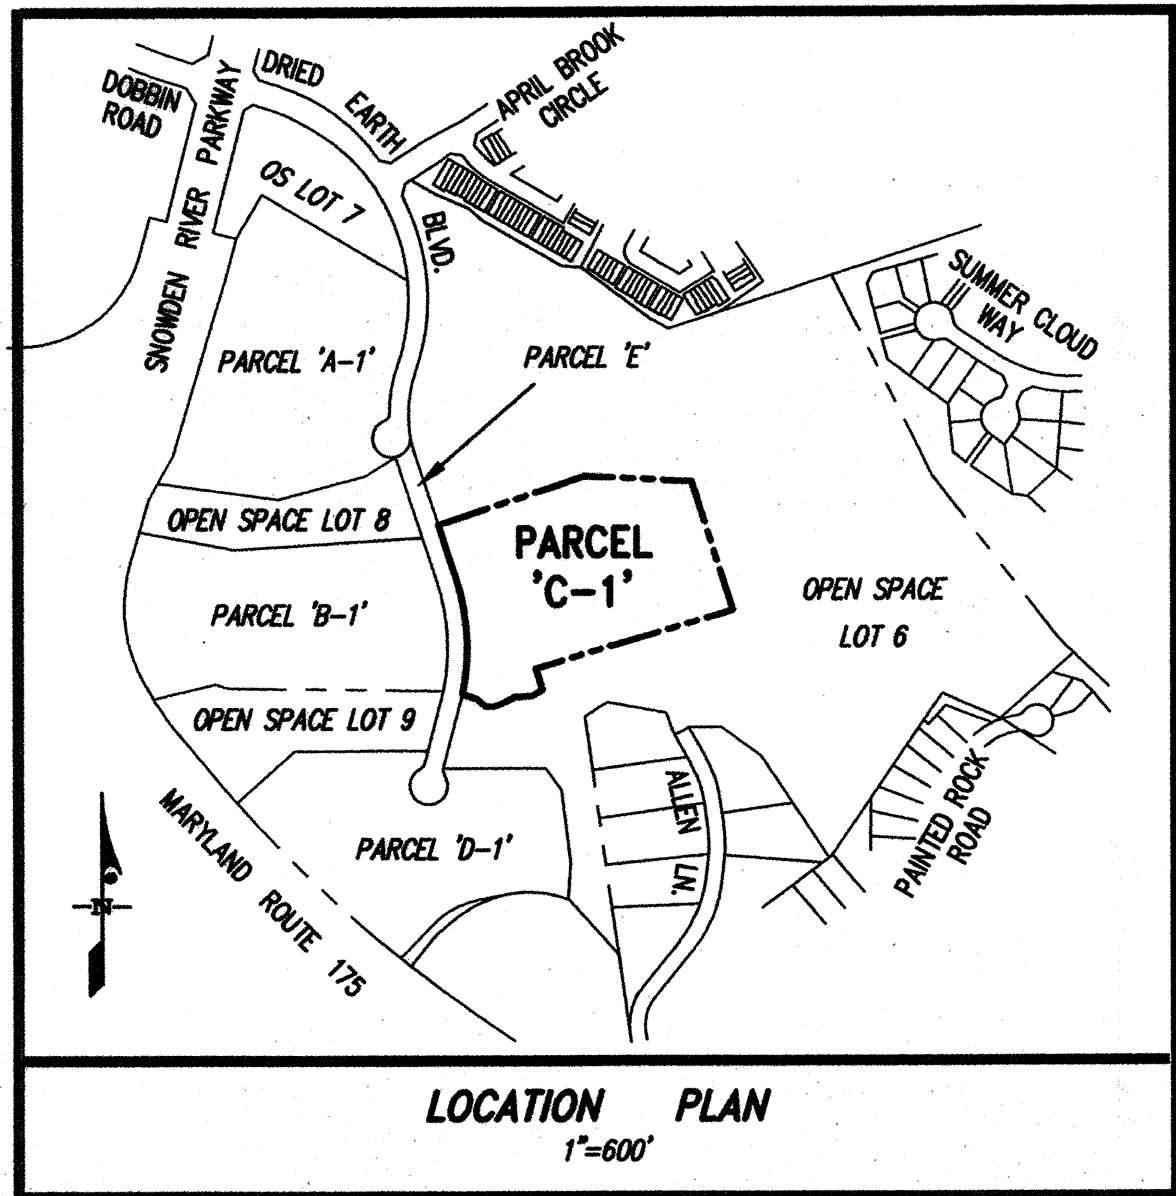 DOBBIN
ROAD
SNOWDEN RIVER PARKWAY
DRIED EARTH BLVD.
APRIL BROOK
CIRCLE
OS LOT 7
SUMMER CLOUD
WAY
PARCEL 'A-1'
PARCEL 'E'
OPEN SPACE LOT 8
PARCEL
'C-1'
PARCEL 'B-1'
OPEN SPACE
LOT 6
OPEN SPACE LOT 9
ALLEN LN.
PAINTED ROCK
ROAD
PARCEL 'D-1'
MARYLAND ROUTE 175
N
LOCATION PLAN
1"=600'